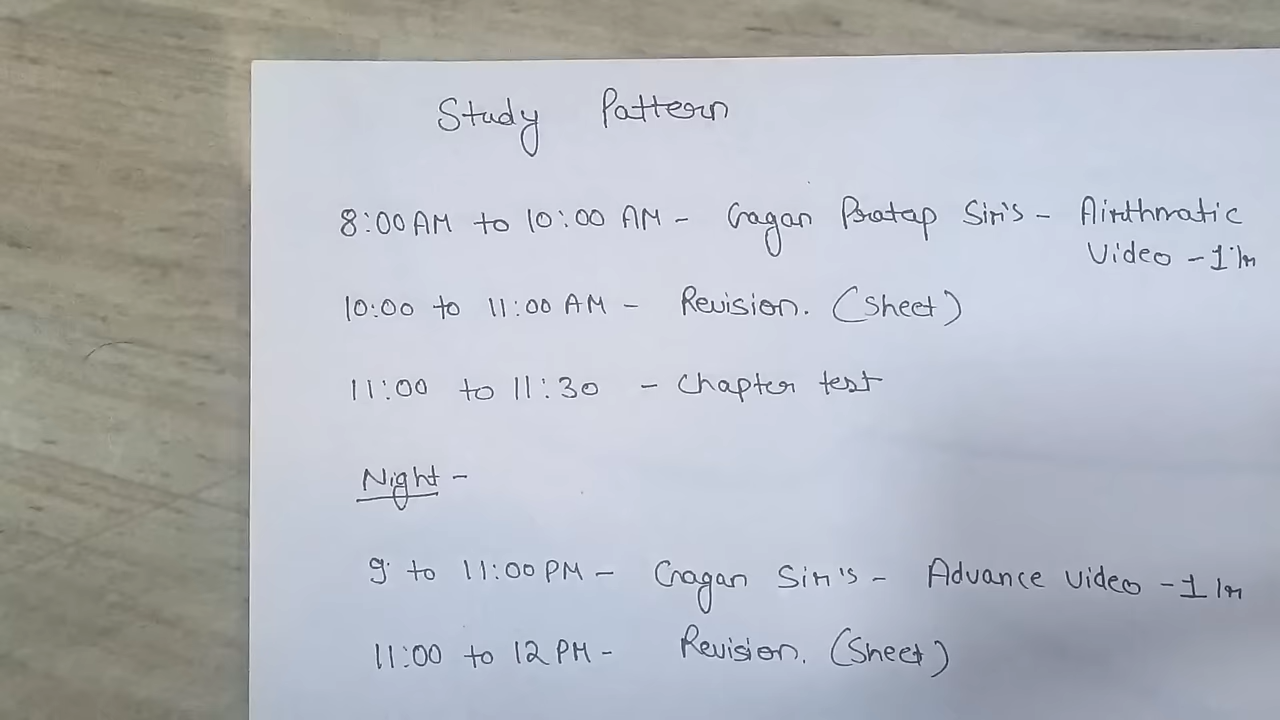 Study Pattern
8:00 AM to 10:00 AM - Gagan Pratap Sir's - Airthmatic
Video - 1 hr
10:00 to 11:00 AM - Revision. (Sheet)
11:00 to 11:30 - Chapter test
Night -
9 to 11:00 PM - Gagan Sir's - Advance video - 1 hr
11:00 to 12 PM - Revision. (Sheet)